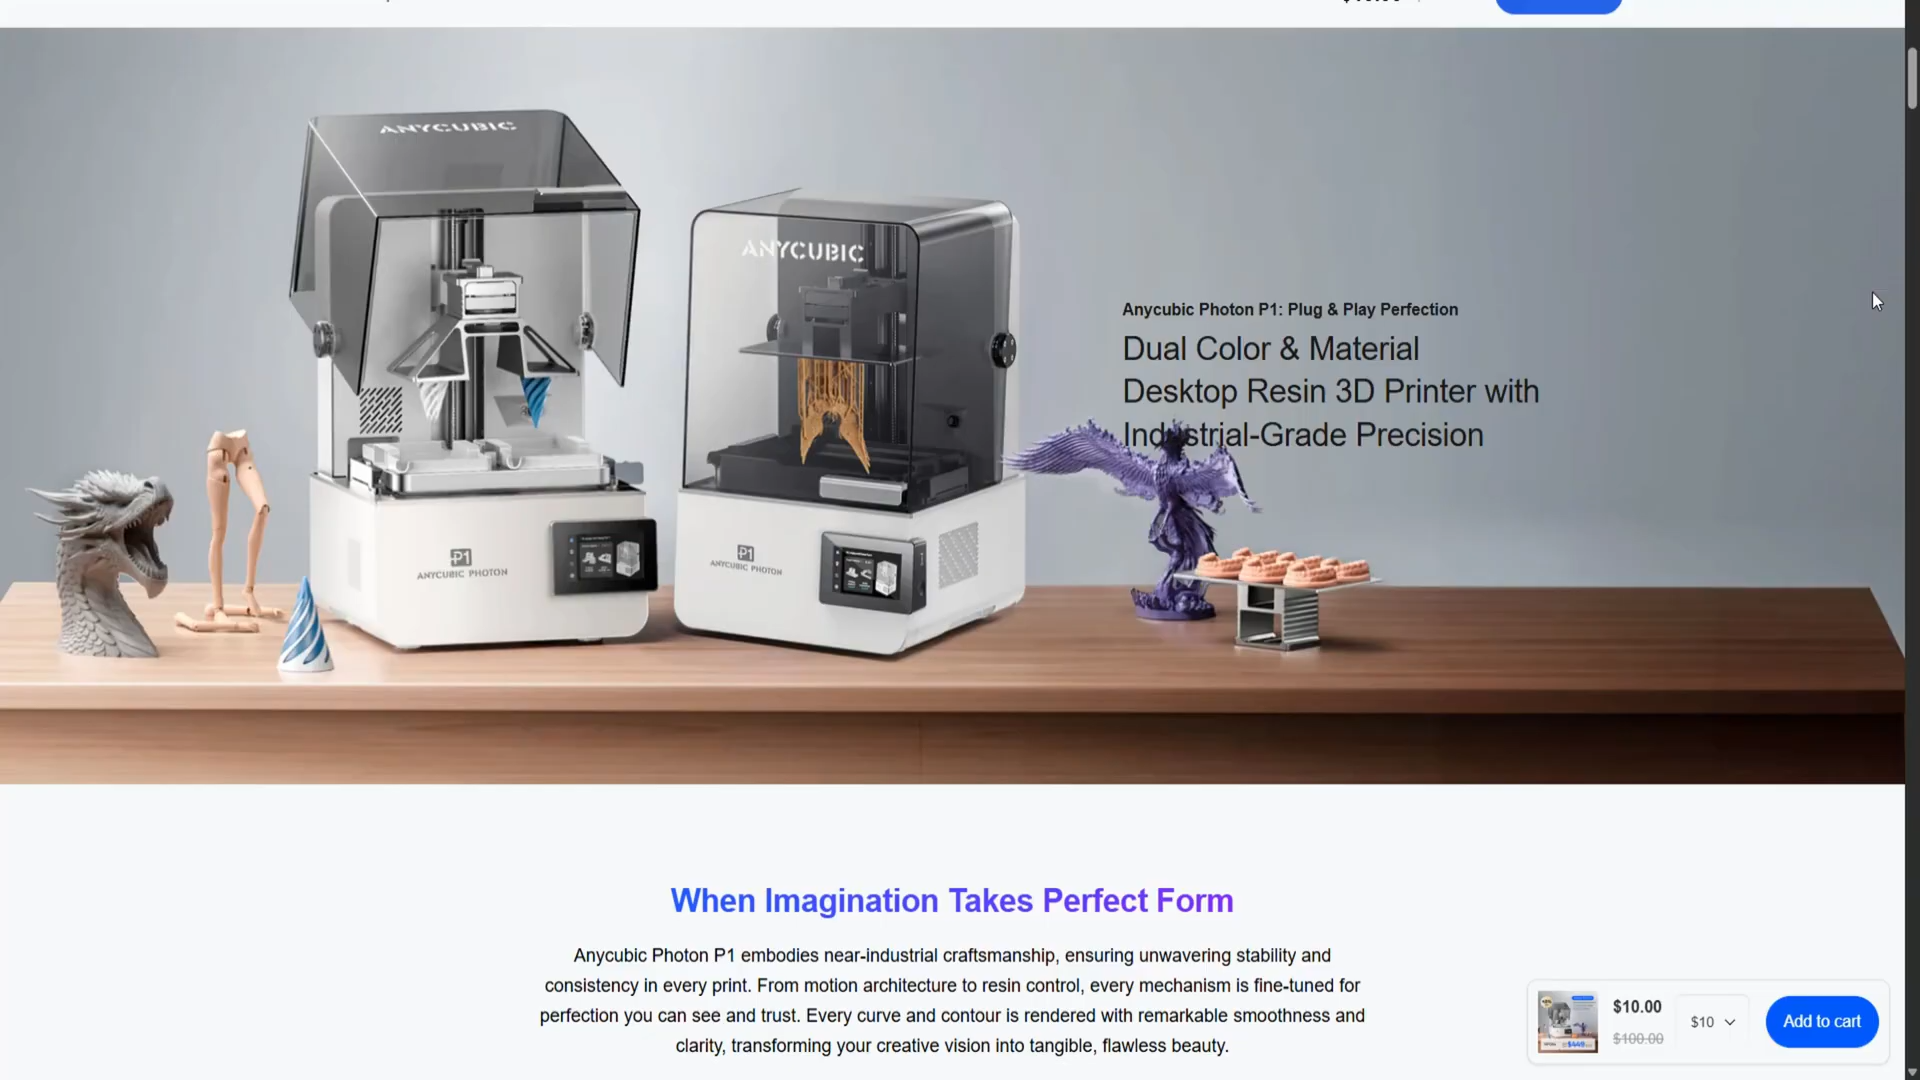 ANYCUBIC
ANYCUBIC
Anycubic Photon P1: Plug & Play Perfection
Dual Color & Material
Desktop Resin 3D Printer with
Industrial-Grade Precision
P1
ANYCUBIC PHOTON
P1
ANYCUBIC PHOTON
When Imagination Takes Perfect Form
Anycubic Photon P1 embodies near-industrial craftsmanship, ensuring unwavering stability and
consistency in every print. From motion architecture to resin control, every mechanism is fine-tuned for
perfection you can see and trust. Every curve and contour is rendered with remarkable smoothness and
clarity, transforming your creative vision into tangible, flawless beauty.
$10.00
$100.00
$10
Add to cart
$449